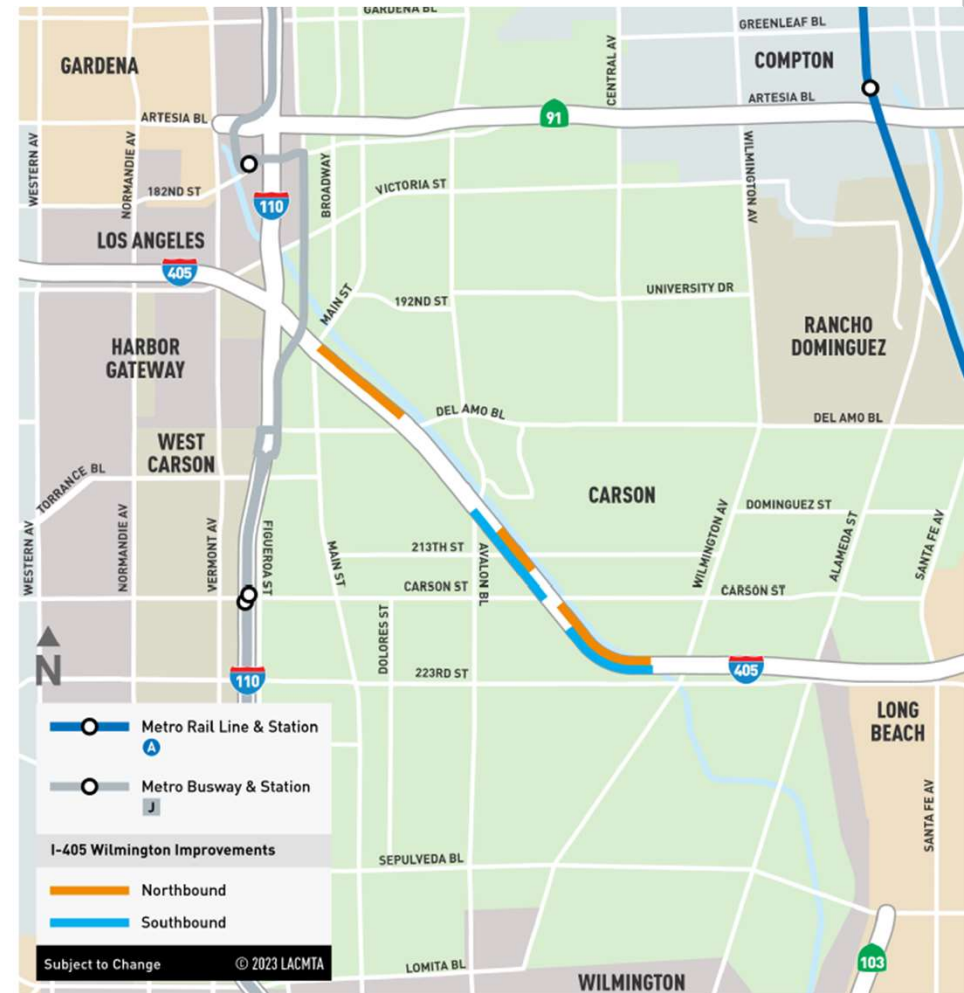 GARDENA BL
GREENLEAF BL
GARDENA
COMPTON
CENTRAL AV
ARTESIA BL
ARTESIA BL
91
WESTERN AV
NORMANDIE AV
BROADWAY
WILMINGTON AV
182ND ST
VICTORIA ST
110
LOS ANGELES
405
UNIVERSITY DR
192ND ST
MAIN ST
RANCHO
DOMINGUEZ
HARBOR
GATEWAY
DEL AMO BL
DEL AMO BL
WEST
CARSON
TORRANCE BL
CARSON
DOMINGUEZ ST
WESTERN AV
NORMANDIE AV
VERMONT AV
FIGUEROA ST
MAIN ST
213TH ST
AVALON BL
WILMINGTON AV
ALAMEDA ST
SANTA FE AV
CARSON ST
CARSON ST
DOLORES ST
N
110
223RD ST
405
LONG
BEACH
Metro Rail Line & Station
A
Metro Busway & Station
J
SANTA FE AV
I-405 Wilmington Improvements
SEPULVEDA BL
Northbound
Southbound
Subject to Change © 2023 LACMTA
LOMITA BL
103
WILMINGTON